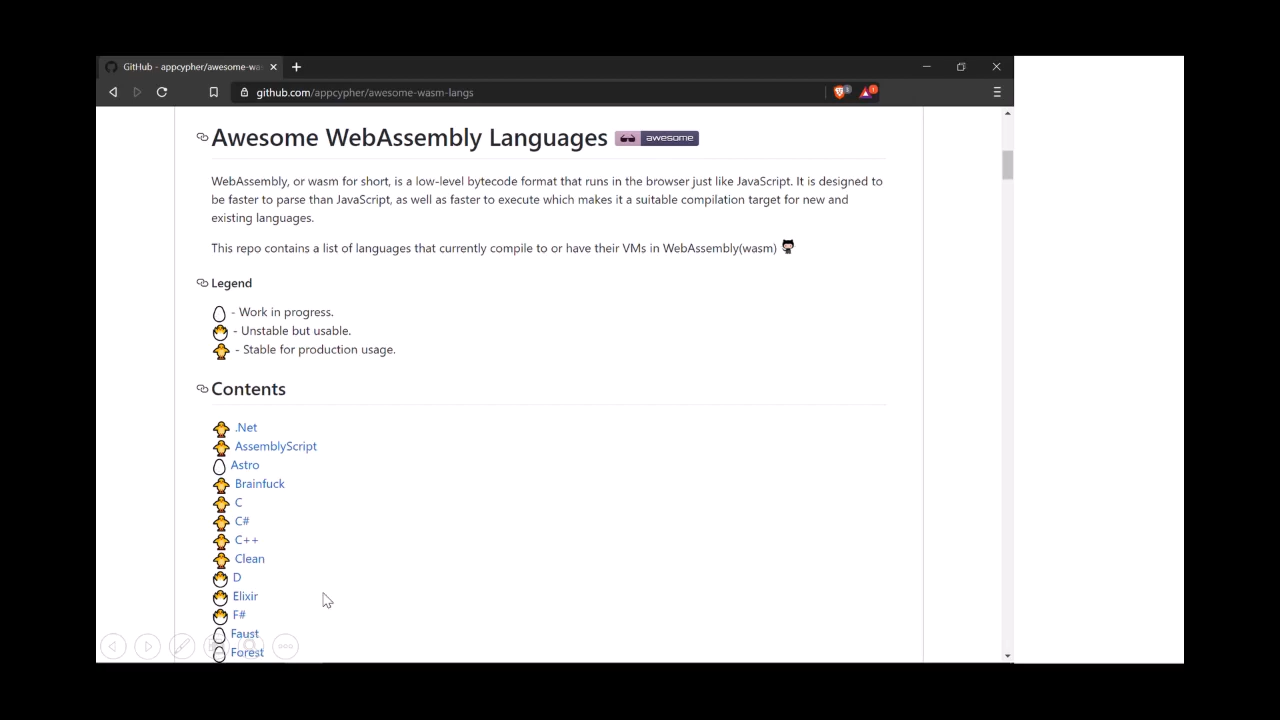 GitHub - appcypher/awesome-wa
github.com/appcypher/awesome-wasm-langs
Awesome WebAssembly Languages awesome
WebAssembly, or wasm for short, is a low-level bytecode format that runs in the browser just like JavaScript. It is designed to
be faster to parse than JavaScript, as well as faster to execute which makes it a suitable compilation target for new and
existing languages.
This repo contains a list of languages that currently compile to or have their VMs in WebAssembly(wasm)
Legend
- Work in progress.
- Unstable but usable.
- Stable for production usage.
Contents
.Net
AssemblyScript
Astro
Brainfuck
C
C#
C++
Clean
D
Elixir
F#
Faust
Forest